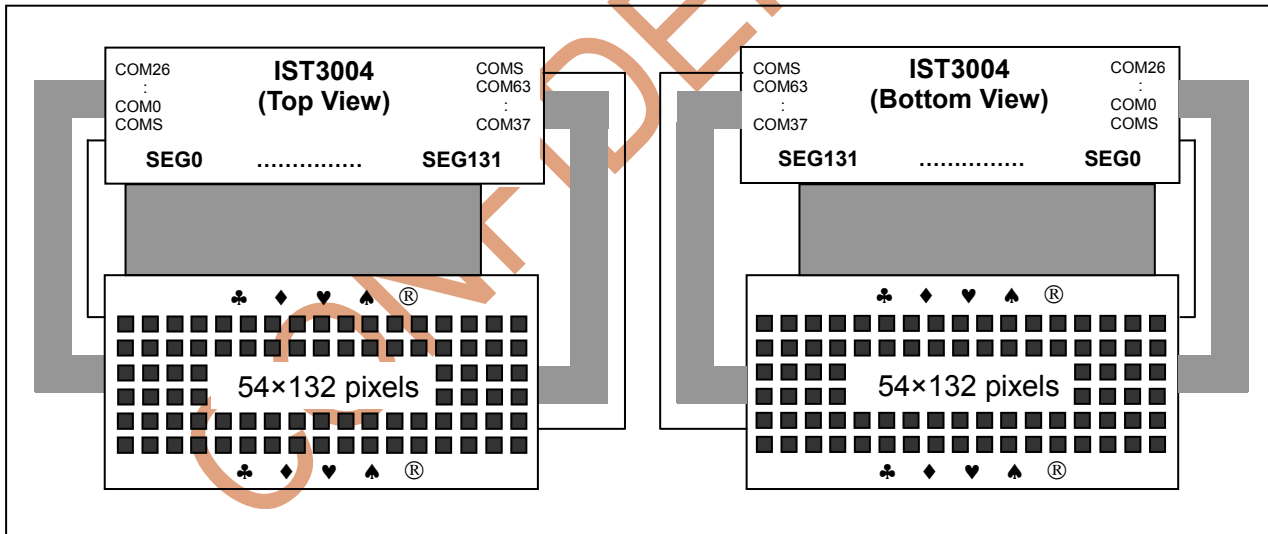 COM26
:
COM0
COMS
IST3004
(Top View)
COMS
COM63
:
COM37
SEG0 ............... SEG131
♣ ♦ ♥ ♠ ®
54×132 pixels
♣ ♦ ♥ ♠ ®
COMS
COM63
:
COM37
IST3004
(Bottom View)
COM26
:
COM0
COMS
SEG131 ............... SEG0
♣ ♦ ♥ ♠ ®
54×132 pixels
♣ ♦ ♥ ♠ ®